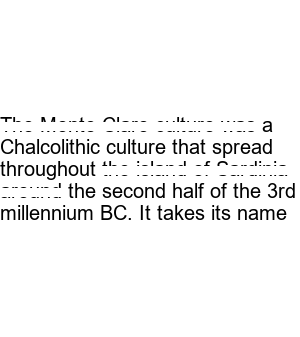 The Monte Claro culture was a
Chalcolithic culture that spread
throughout the island of Sardinia
around the second half of the 3rd
millennium BC. It takes its name